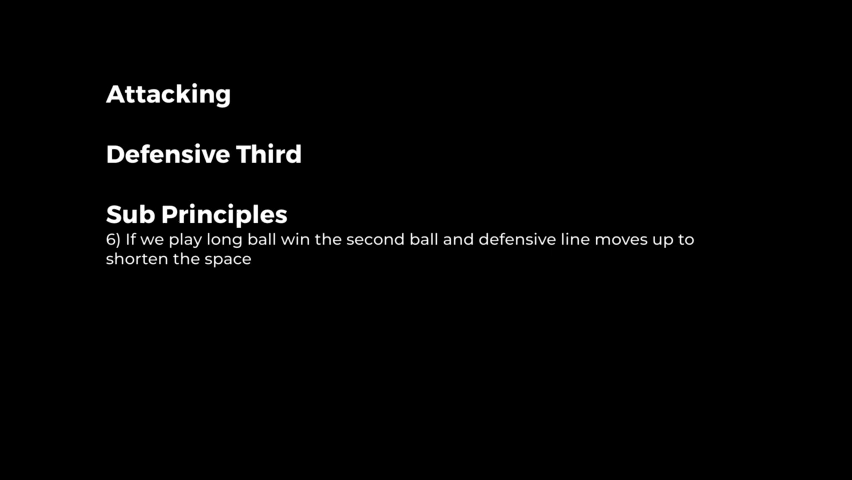 Attacking
Defensive Third
Sub Principles
6) If we play long ball win the second ball and defensive line moves up to
shorten the space